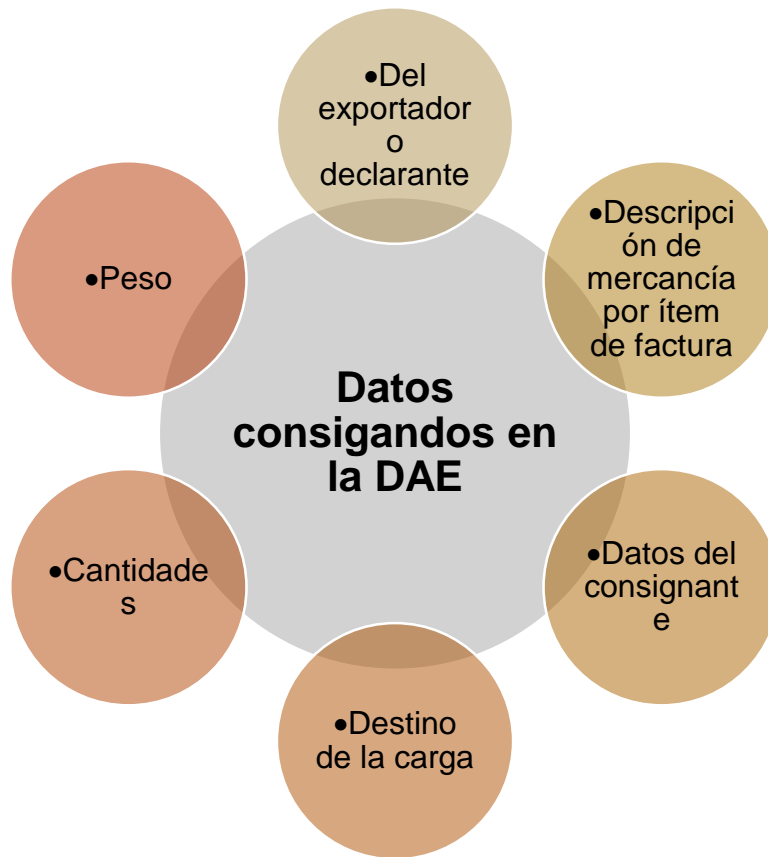 •Del
exportador
o
declarante
•Descripci
ón de
mercancía
por ítem
de factura
•Peso
Datos
consigandos en
la DAE
•Cantidade
s
•Datos del
consignant
e
•Destino
de la carga